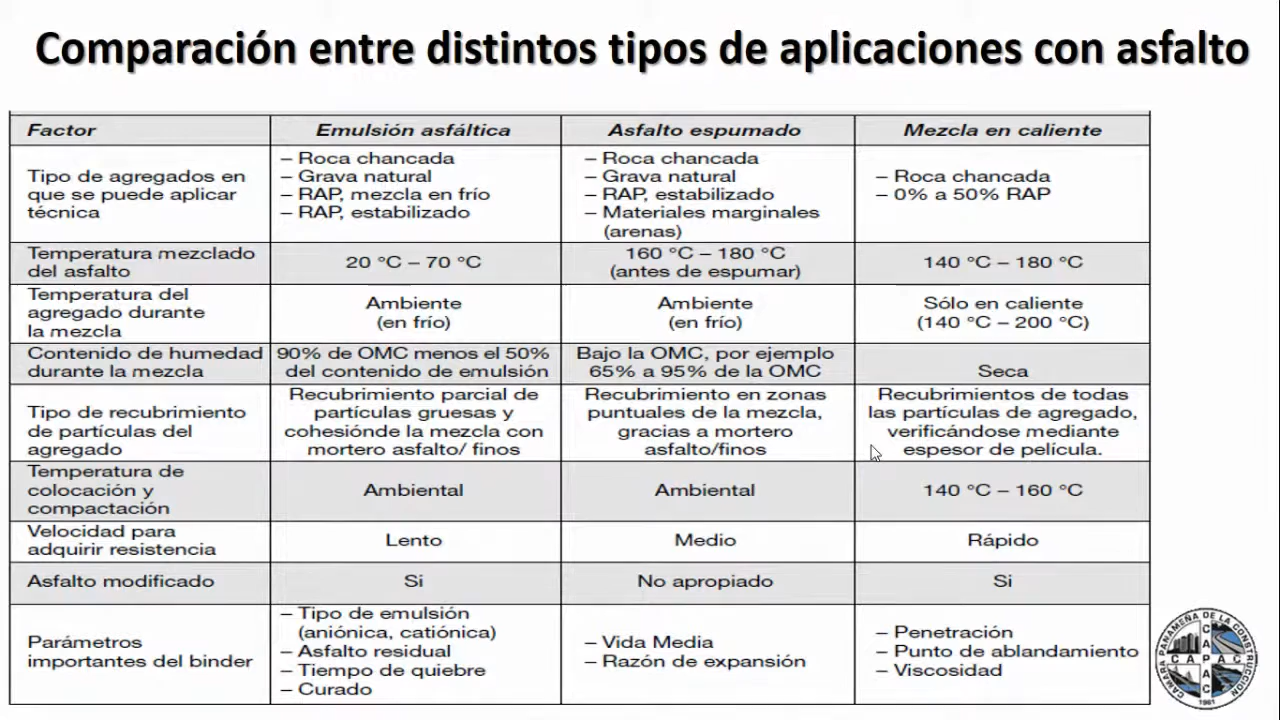 Comparación entre distintos tipos de aplicaciones con asfalto
Factor
Emulsión asfáltica
Asfalto espumado
Mezcla en caliente
Tipo de agregados en
que se puede aplicar
técnica
– Roca chancada
– Grava natural
– RAP, mezcla en frío
– RAP, estabilizado
– Roca chancada
– Grava natural
– RAP, estabilizado
– Materiales marginales
(arenas)
– Roca chancada
– 0% a 50% RAP
Temperatura mezclado
del asfalto
20 °C – 70 °C
160 °C – 180 °C
(antes de espumar)
140 °C – 180 °C
Temperatura del
agregado durante
la mezcla
Ambiente
(en frío)
Ambiente
(en frío)
Sólo en caliente
(140 °C – 200 °C)
Contenido de humedad
durante la mezcla
90% de OMC menos el 50%
del contenido de emulsión
Bajo la OMC, por ejemplo
65% a 95% de la OMC
Seca
Tipo de recubrimiento
de partículas del
agregado
Recubrimiento parcial de
partículas gruesas y
cohesiónde la mezcla con
mortero asfalto/ finos
Recubrimiento en zonas
puntuales de la mezcla,
gracias a mortero
asfalto/finos
Recubrimientos de todas
las partículas de agregado,
verificándose mediante
espesor de película.
Temperatura de
colocación y
compactación
Ambiental
Ambiental
140 °C – 160 °C
Velocidad para
adquirir resistencia
Lento
Medio
Rápido
Asfalto modificado
Si
No apropiado
Si
Parámetros
importantes del binder
– Tipo de emulsión
(aniónica, catiónica)
– Asfalto residual
– Tiempo de quiebre
– Curado
– Vida Media
– Razón de expansión
– Penetración
– Punto de ablandamiento
– Viscosidad
CAMARA PANAMEÑA DE LA CONSTRUCCION
CAPAC
CAPAC
1961